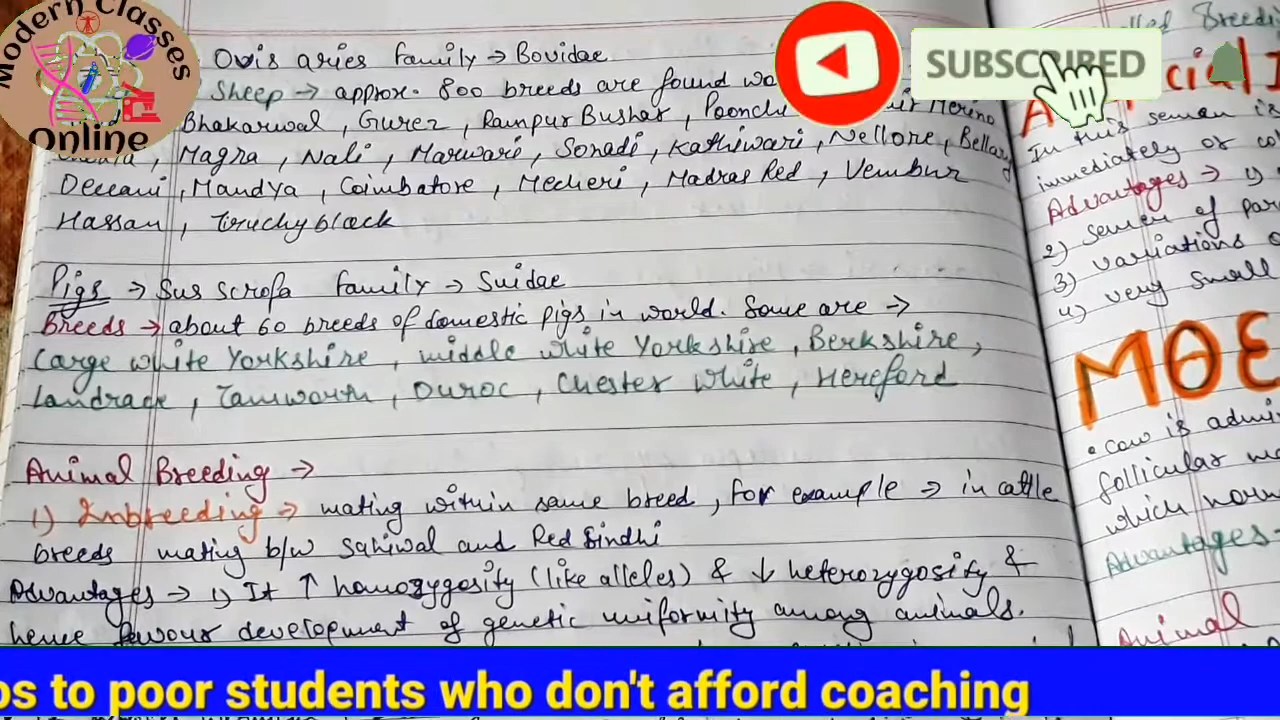 Modern Classes
Online
SUBSCRIBED
Ovis aries family → Bovidae
Sheep → approx. 800 breeds are found
Bhakarwal, Gurez, Rampur Bushar, Poonchi Merino
Magra, Nali, Marwari, Sonadi, Kathiwari, Nellore, Bellary
Deccani, Mandya, Coimbatore, Mecheri, Madras Red, Vembur
Hassan, Truchy black
Pigs → Sus scrofa family → Suidae
Breeds → about 60 breeds of domestic pigs in world. Some are →
Large white Yorkshire, middle white Yorkshire, Berkshire,
Landrace, Tamworth, Duroc, Chester White, Hereford
Animal Breeding →
1) Inbreeding → mating within same breed, for example → in cattle
breeds mating b/w Sahiwal and Red Sindhi
Advantages → 1) It ↑ homozygosity (like alleles) & ↓ heterozygosity &
hence favour development of genetic uniformity among animals.
In this semen is
immediately or
Advantages → 1)
2) semen of
3) variations
4) very small
MOE
• Cow is
follicular
which
Advantages
Animal
to poor students who don't afford coaching